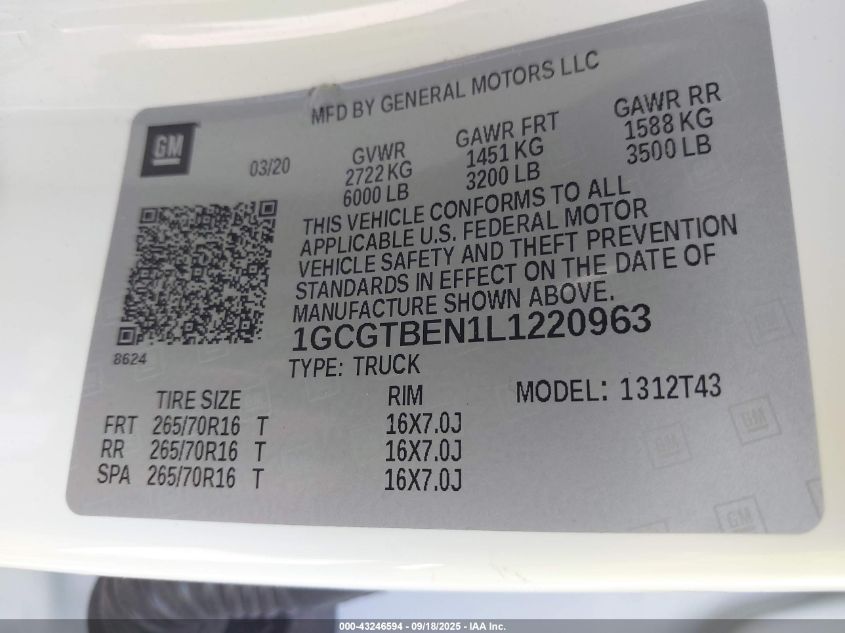 MFD BY GENERAL MOTORS LLC
GM
03/20
GVWR
2722 KG
6000 LB
GAWR FRT
1451 KG
3200 LB
GAWR RR
1588 KG
3500 LB
THIS VEHICLE CONFORMS TO ALL
APPLICABLE U.S. FEDERAL MOTOR
VEHICLE SAFETY AND THEFT PREVENTION
STANDARDS IN EFFECT ON THE DATE OF
MANUFACTURE SHOWN ABOVE.
1GCGTBEN1L1220963
8624
TYPE: TRUCK
TIRE SIZE RIM MODEL: 1312T43
FRT 265/70R16 T 16X7.0J
RR 265/70R16 T 16X7.0J
SPA 265/70R16 T 16X7.0J
GM
GM
GM
000-43246594 - 09/18/2025 - IAA Inc.